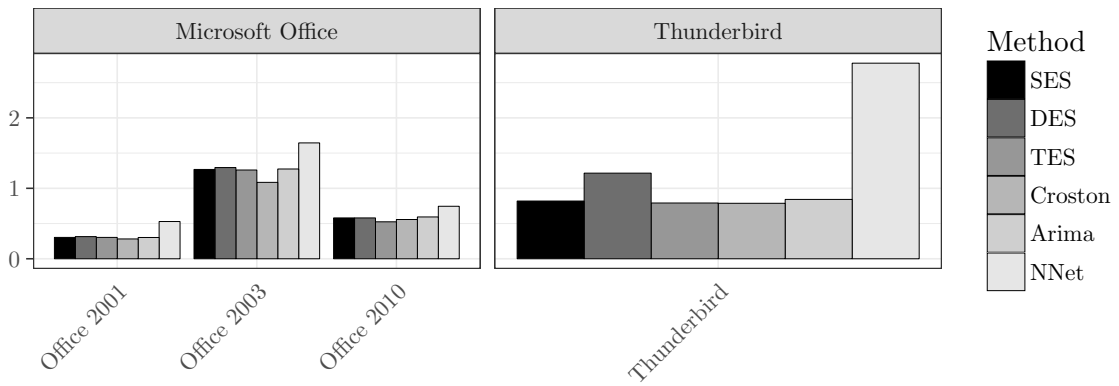 Microsoft Office
Thunderbird
2
1
0
Office 2001
Office 2003
Office 2010
Thunderbird
Method
SES
DES
TES
Croston
Arima
NNet